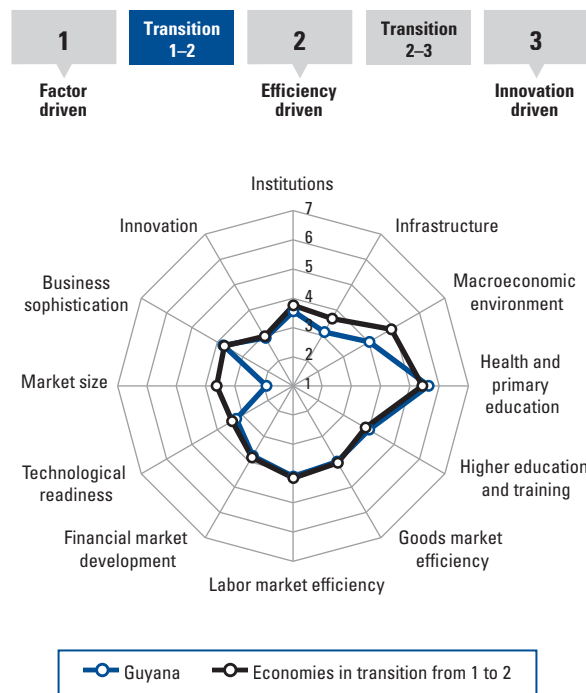 1
Transition
1–2
2
Transition
2–3
3
Factor
driven
Efficiency
driven
Innovation
driven
Institutions
Innovation
Infrastructure
Business
sophistication
Macroeconomic
environment
Market size
Health and
primary
education
Technological
readiness
Higher education
and training
Financial market
development
Goods market
efficiency
Labor market efficiency
7
6
5
4
3
2
1
Guyana
Economies in transition from 1 to 2